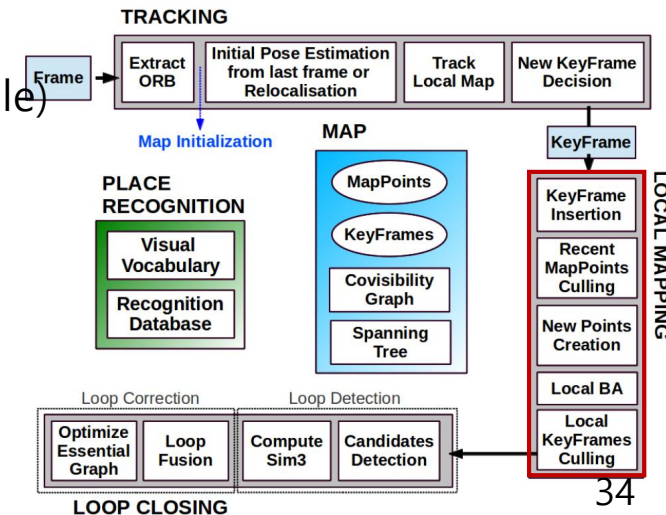 TRACKING
le)
Frame
Extract
ORB
Initial Pose Estimation
from last frame or
Relocalisation
Track
Local Map
New KeyFrame
Decision
Map Initialization
KeyFrame
MAP
MapPoints
KeyFrames
Covisibility
Graph
Spanning
Tree
PLACE
RECOGNITION
Visual
Vocabulary
Recognition
Database
LOCAL MAPPING
KeyFrame
Insertion
Recent
MapPoints
Culling
New Points
Creation
Local BA
Local
KeyFrames
Culling
Loop Correction
Loop Detection
Optimize
Essential
Graph
Loop
Fusion
Compute
Sim3
Candidates
Detection
LOOP CLOSING
34